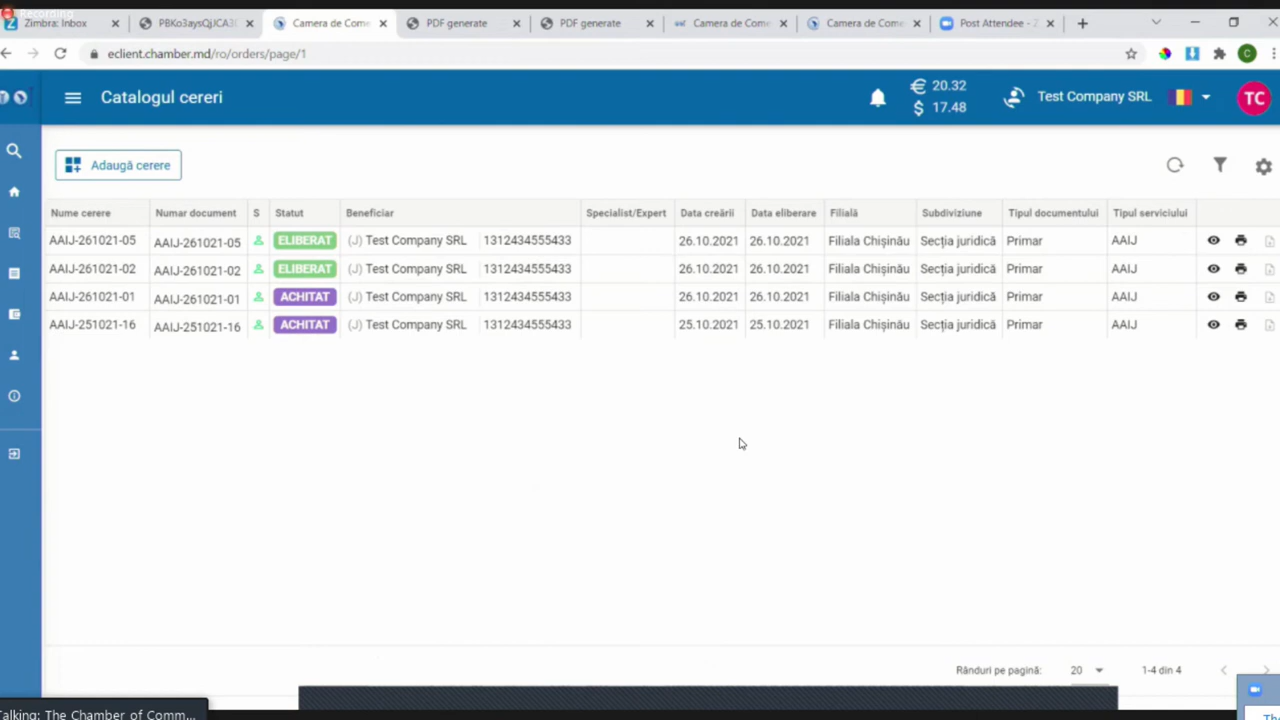 Recording
Zimbra: Inbox
PBKo3aysQjJCA3
Camera de Come
PDF generate
PDF generate
Camera de Come
Camera de Come
Post Attendee - Z
eclient.chamber.md/ro/orders/page/1
C
Catalogul cereri
€ 20.32
$ 17.48
Test Company SRL
TC
Adaugă cerere
Nume cerere Numar document S Statut Beneficiar Specialist/Expert Data creării Data eliberare Filială Subdiviziune Tipul documentului Tipul serviciului
AAIJ-261021-05 AAIJ-261021-05 ELIBERAT (J) Test Company SRL 1312434555433 26.10.2021 26.10.2021 Filiala Chișinău Secția juridică Primar AAIJ
AAIJ-261021-02 AAIJ-261021-02 ELIBERAT (J) Test Company SRL 1312434555433 26.10.2021 26.10.2021 Filiala Chișinău Secția juridică Primar AAIJ
AAIJ-261021-01 AAIJ-261021-01 ACHITAT (J) Test Company SRL 1312434555433 26.10.2021 26.10.2021 Filiala Chișinău Secția juridică Primar AAIJ
AAIJ-251021-16 AAIJ-251021-16 ACHITAT (J) Test Company SRL 1312434555433 25.10.2021 25.10.2021 Filiala Chișinău Secția juridică Primar AAIJ
Rânduri pe pagină: 20 1-4 din 4
Talking: The Chamber of Comm...